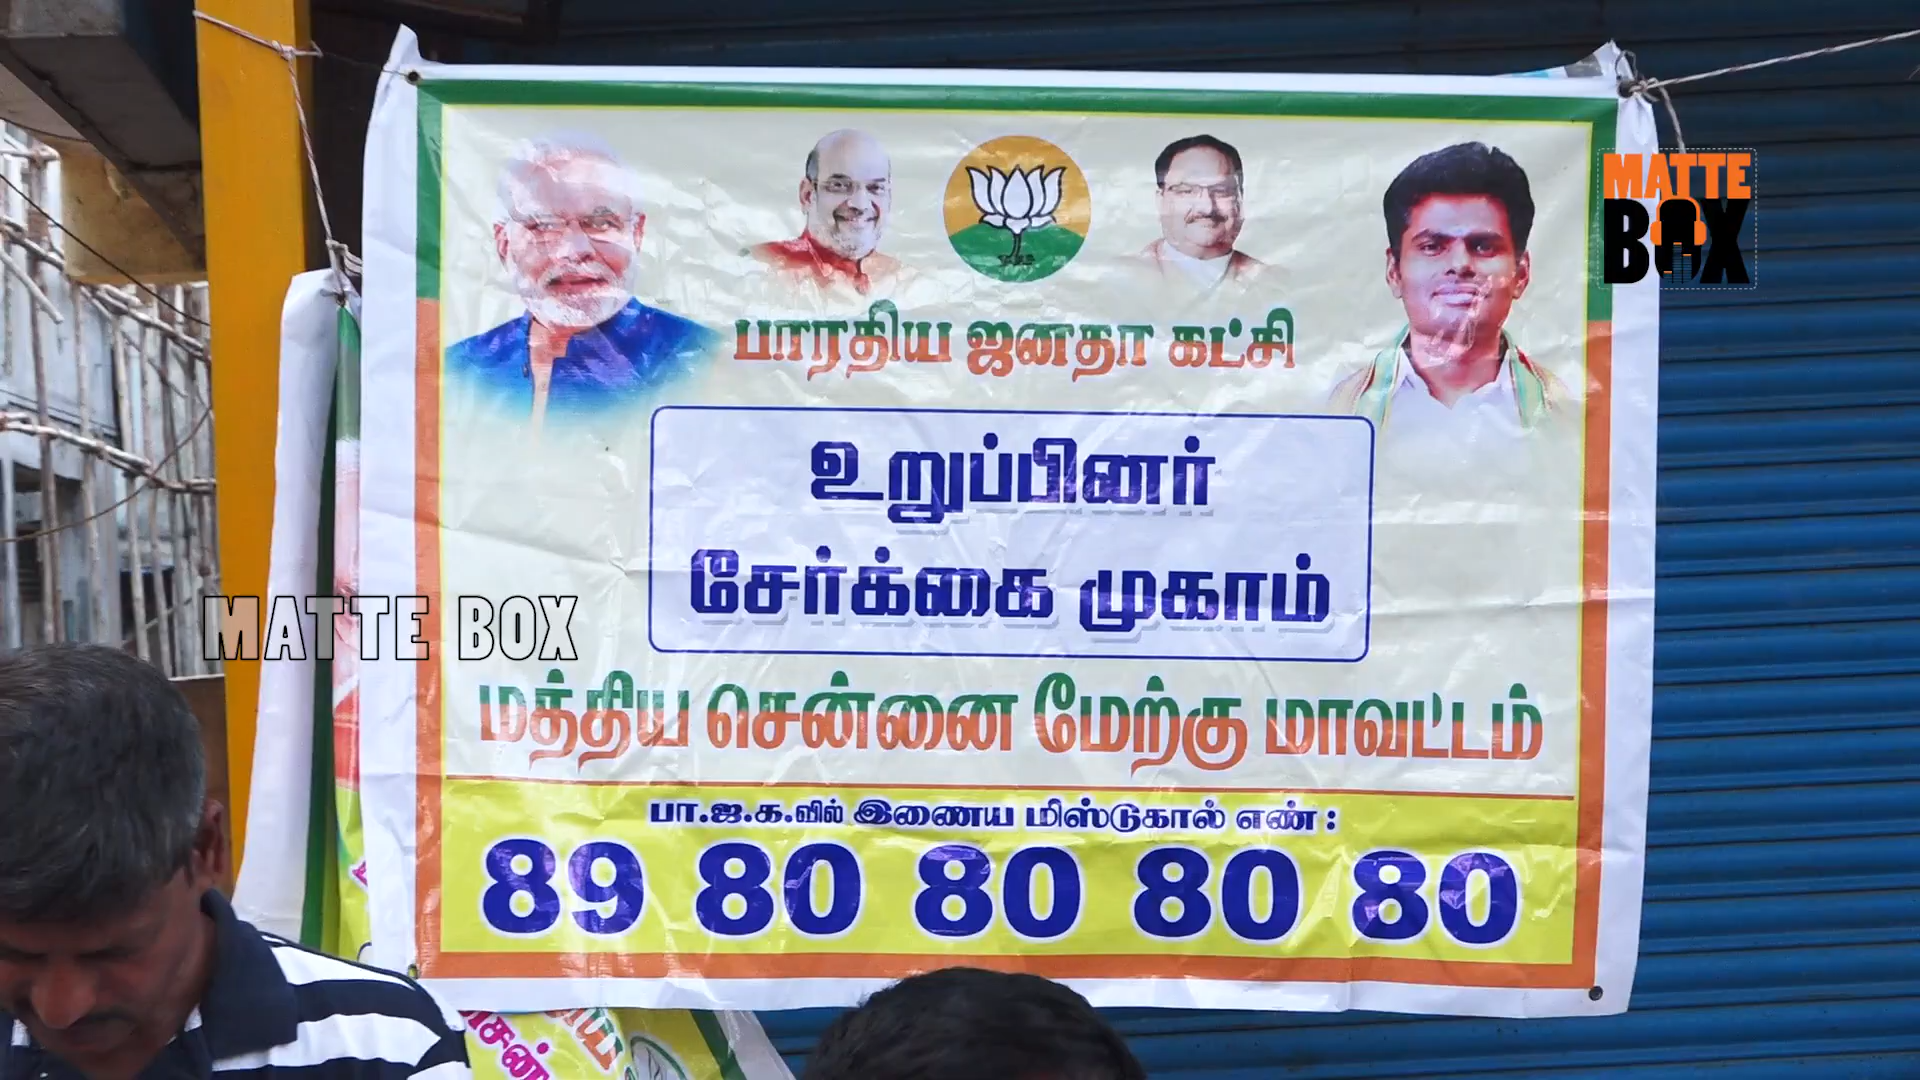 MATTE
BOX
பாரதிய ஜனதா கட்சி
உறுப்பினர்
சேர்க்கை முகாம்
MATTE BOX
மத்திய சென்னை மேற்கு மாவட்டம்
பா.ஜ.க.வில் இணைய மிஸ்டுகால் எண் :
89 80 80 80 80